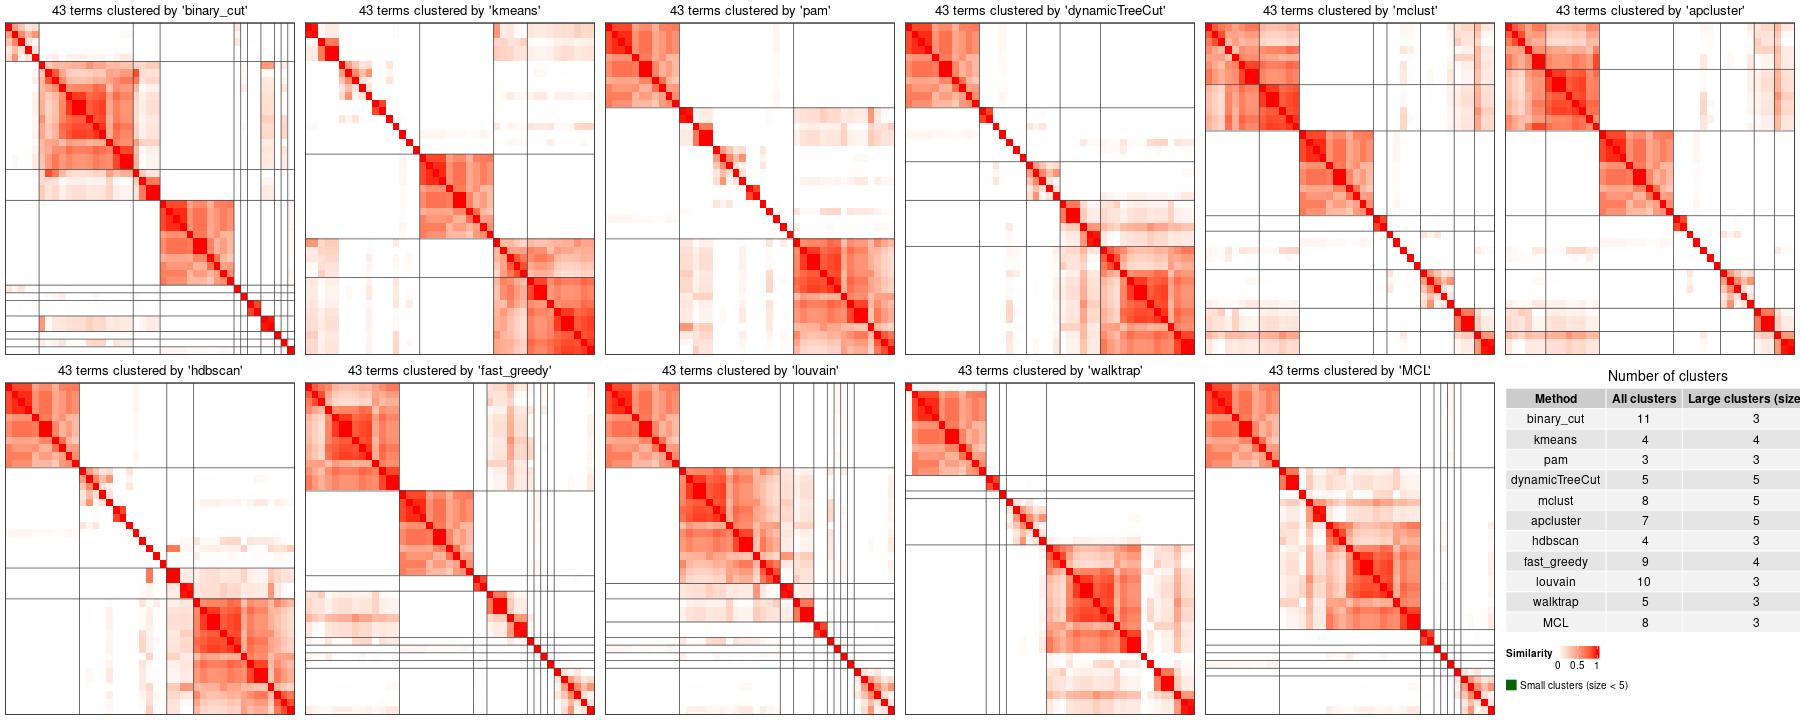 43 terms clustered by 'binary_cut'
43 terms clustered by 'kmeans'
43 terms clustered by 'pam'
43 terms clustered by 'dynamicTreeCut'
43 terms clustered by 'mclust'
43 terms clustered by 'apcluster'
43 terms clustered by 'hdbscan'
43 terms clustered by 'fast_greedy'
43 terms clustered by 'louvain'
43 terms clustered by 'walktrap'
43 terms clustered by 'MCL'
Number of clusters
Method All clusters Large clusters (size
binary_cut 11 3
kmeans 4 4
pam 3 3
dynamicTreeCut 5 5
mclust 8 5
apcluster 7 5
hdbscan 4 3
fast_greedy 9 4
louvain 10 3
walktrap 5 3
MCL 8 3
Similarity
0 0.5 1
Small clusters (size < 5)